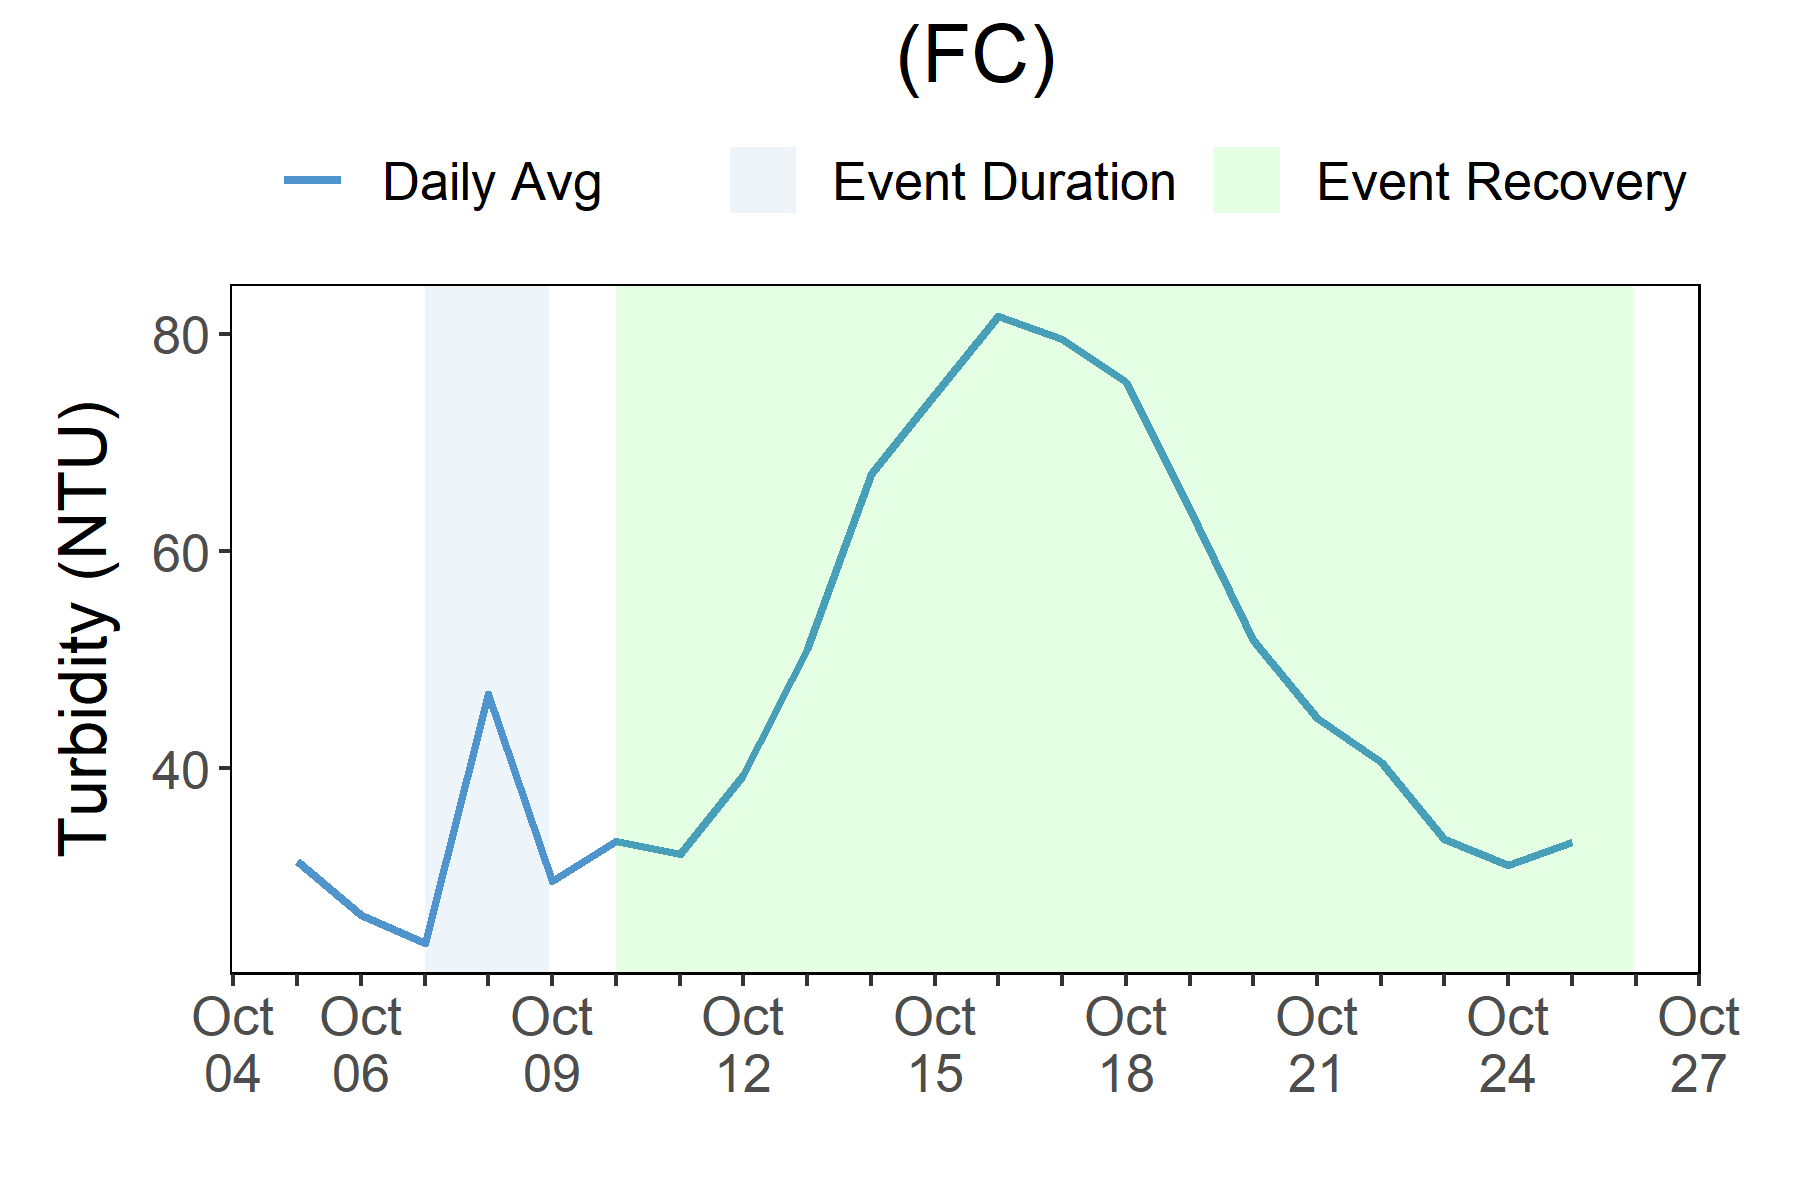 (FC)
Daily Avg Event Duration Event Recovery
Turbidity (NTU)
80
60
40
Oct Oct Oct Oct Oct Oct Oct Oct Oct
04 06 09 12 15 18 21 24 27